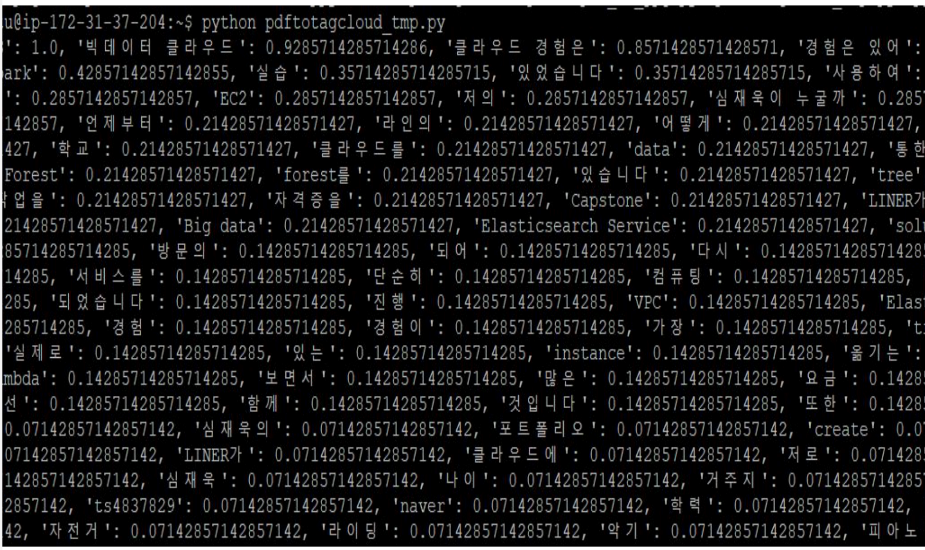 u@ip-172-31-37-204:~$ python pdftotagcloud_tmp.py
': 1.0, '빅데이터 클라우드': 0.9285714285714286, '클라우드 경험은': 0.8571428571428571, '경험은 있어':
ark': 0.42857142857142855, '실습': 0.35714285714285715, '있었습니다': 0.35714285714285715, '사용하여':
': 0.2857142857142857, 'EC2': 0.2857142857142857, '저의': 0.2857142857142857, '심재욱이 누굴까': 0.285
142857, '언제부터': 0.21428571428571427, '라인의': 0.21428571428571427, '어떻게': 0.21428571428571427,
427, '학교': 0.21428571428571427, '클라우드를': 0.21428571428571427, 'data': 0.21428571428571427, '통한
Forest': 0.21428571428571427, 'forest를': 0.21428571428571427, '있습니다': 0.21428571428571427, 'tree'
업을': 0.21428571428571427, '자격증을': 0.21428571428571427, 'Capstone': 0.21428571428571427, 'LINER가
21428571428571427, 'Big data': 0.21428571428571427, 'Elasticsearch Service': 0.21428571428571427, 'sol
8571428571428​5, '방문의': 0.14285714285714285, '되어': 0.14285714285714285, '다시': 0.1428571428571428
14285, '서비스를': 0.14285714285714285, '단순히': 0.14285714285714285, '컴퓨팅': 0.14285714285714285,
285, '되었습니다': 0.14285714285714285, '진행': 0.14285714285714285, 'VPC': 0.14285714285714285, 'Elas
285714285, '경험': 0.14285714285714285, '경험이': 0.14285714285714285, '가장': 0.14285714285714285, 't
'실제로': 0.14285714285714285, '있는': 0.14285714285714285, 'instance': 0.14285714285714285, '옮기는':
mbda': 0.14285714285714285, '보면서': 0.14285714285714285, '많은': 0.14285714285714285, '요금': 0.1428
선': 0.14285714285714285, '함께': 0.14285714285714285, '것입니다': 0.14285714285714285, '또한': 0.1428
0.07142857142857142, '심재욱의': 0.07142857142857142, '포트폴리오': 0.07142857142857142, 'create': 0.0
07142857142857142, 'LINER가': 0.07142857142857142, '클라우드에': 0.07142857142857142, '저로': 0.071428
142857142, '심재욱': 0.07142857142857142, '나이': 0.07142857142857142, '거주지': 0.0714285714285
2857142, 'ts4837829': 0.07142857142857142, 'naver': 0.07142857142857142, '학력': 0.07142857142857142,
42, '자전거': 0.07142857142857142, '라이딩': 0.07142857142857142, '악기': 0.07142857142857142, '피아노